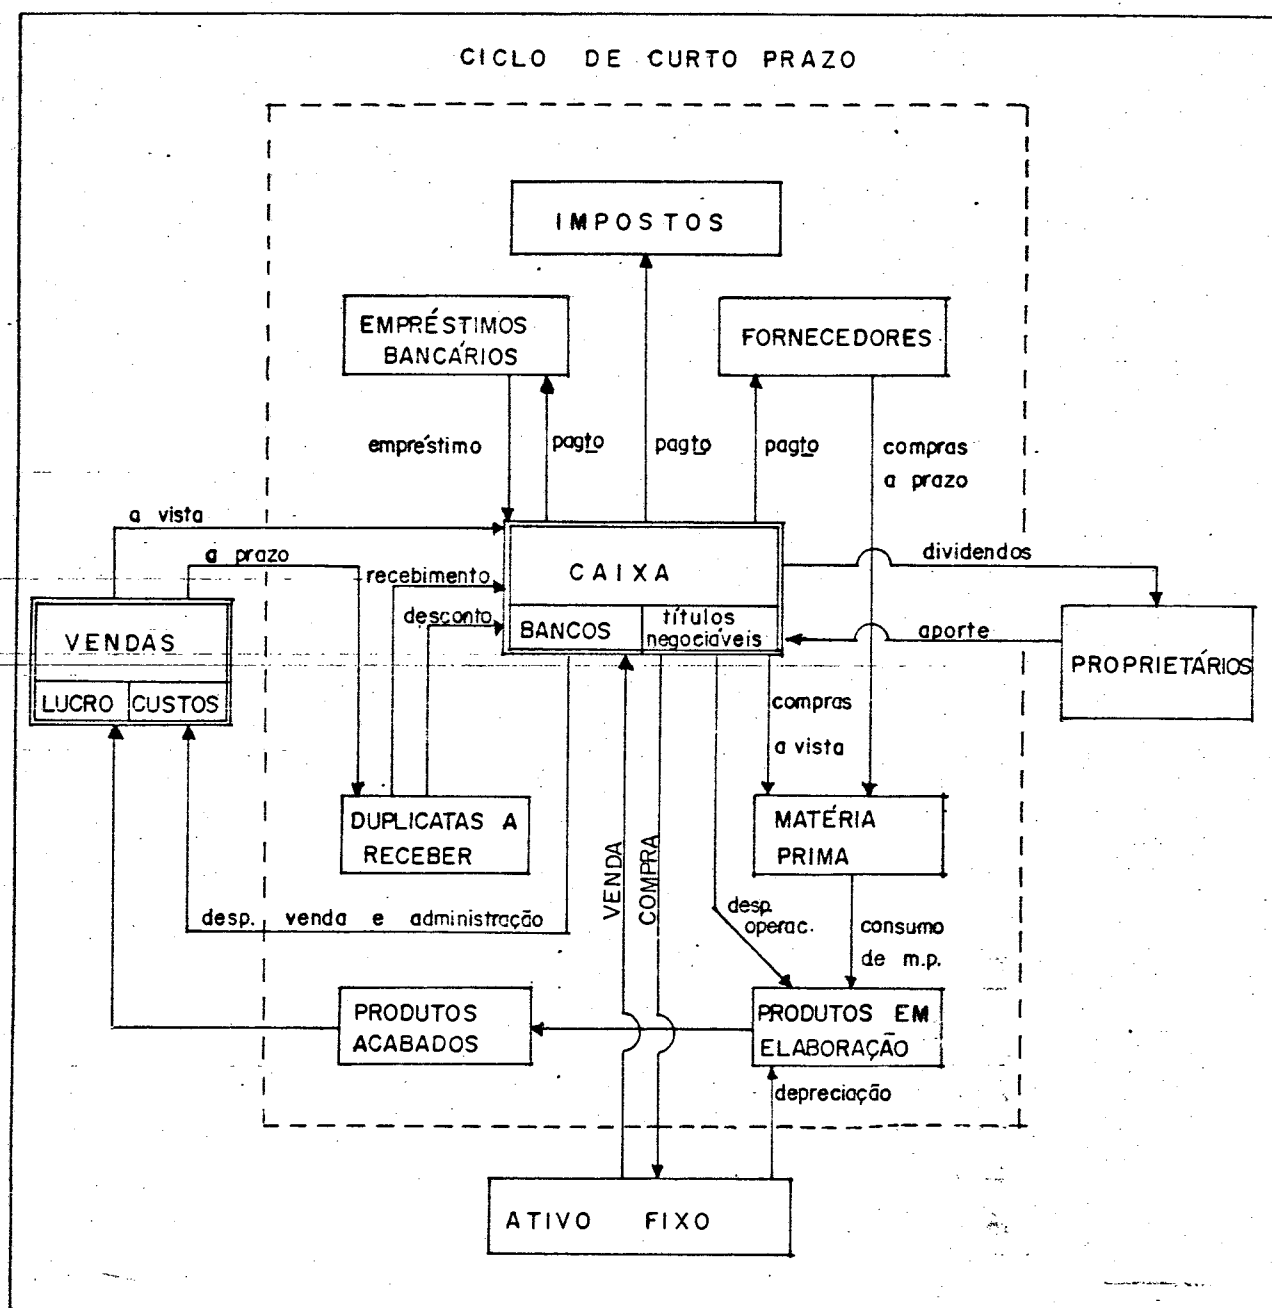 CICLO DE CURTO PRAZO
IMPOSTOS
EMPRÉSTIMOS
BANCÁRIOS
FORNECEDORES
empréstimo
pagto
pagto
pagto
compras
a prazo
a vista
a prazo
recebimento
desconto
CAIXA
BANCOS
títulos
negociáveis
dividendos
aporte
PROPRIETÁRIOS
VENDAS
LUCRO
CUSTOS
compras
a vista
DUPLICATAS A
RECEBER
MATÉRIA
PRIMA
VENDA
COMPRA
desp. venda e administração
desp.
operac.
consumo
de m.p.
PRODUTOS
ACABADOS
PRODUTOS EM
ELABORAÇÃO
depreciação
ATIVO FIXO